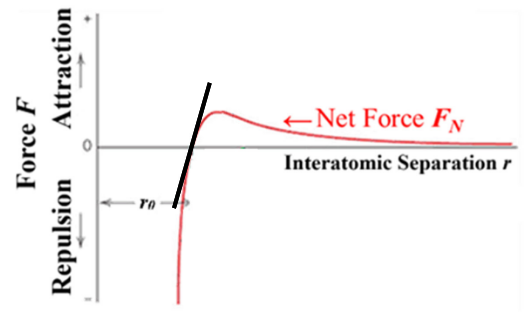 +
Attraction
Force F
← Net Force F_N
0
Interatomic Separation r
r₀
Repulsion
−